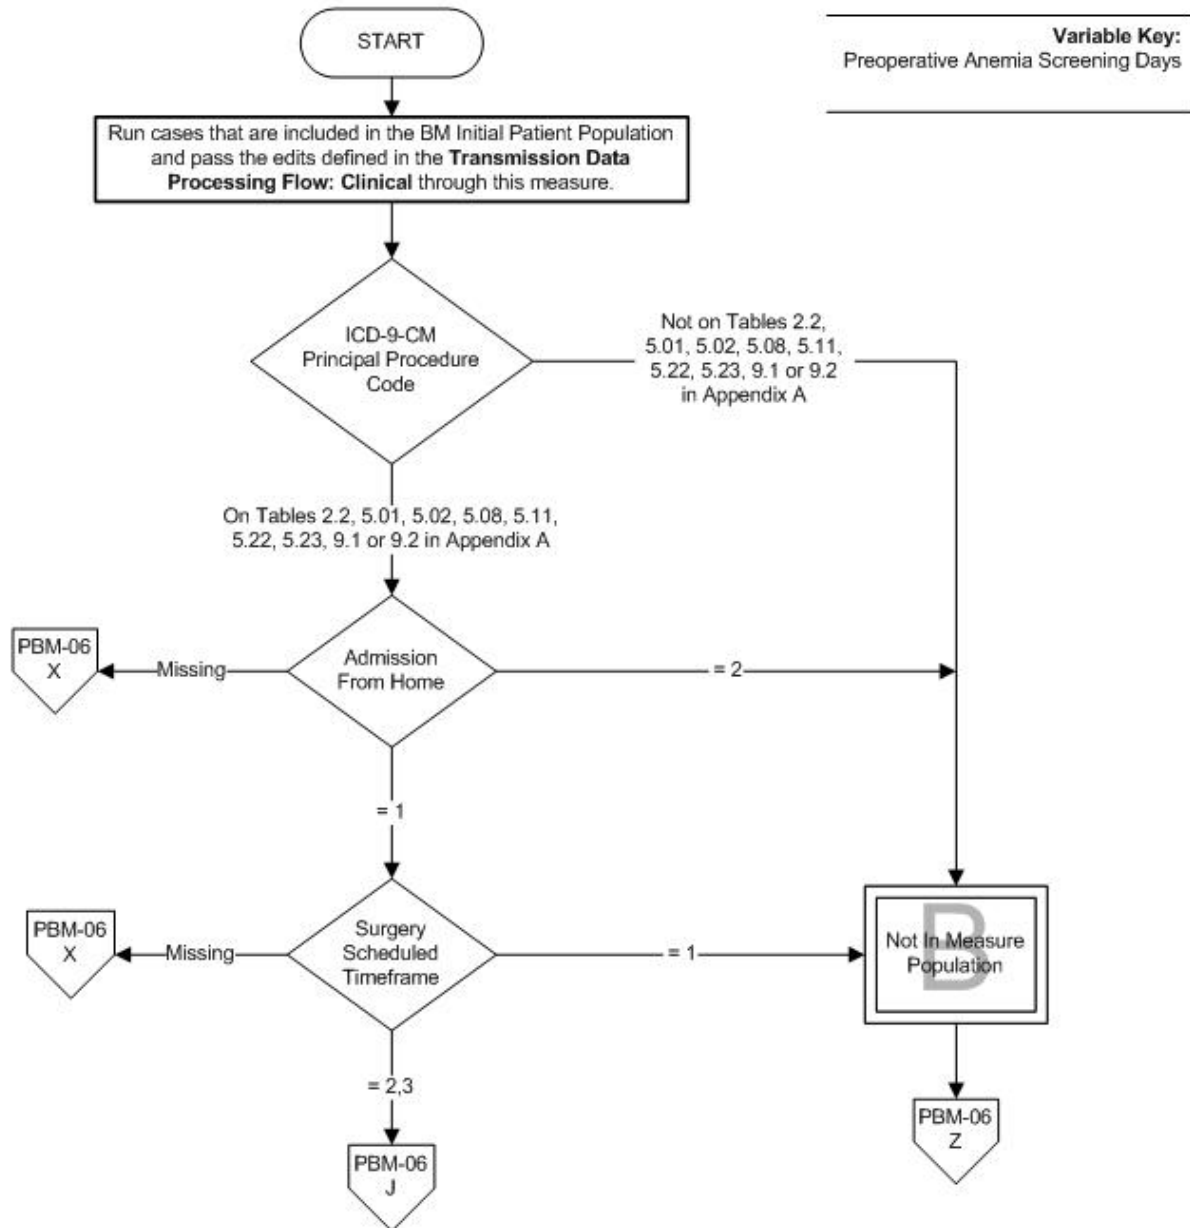 START
Variable Key:
Preoperative Anemia Screening Days
Run cases that are included in the BM Initial Patient Population
and pass the edits defined in the Transmission Data
Processing Flow: Clinical through this measure.
ICD-9-CM
Principal Procedure
Code
Not on Tables 2.2,
5.01, 5.02, 5.08, 5.11,
5.22, 5.23, 9.1 or 9.2
in Appendix A
On Tables 2.2, 5.01, 5.02, 5.08, 5.11,
5.22, 5.23, 9.1 or 9.2 in Appendix A
PBM-06
X
Missing
Admission
From Home
= 2
= 1
PBM-06
X
Missing
Surgery
Scheduled
Timeframe
= 1
B
Not In Measure
Population
= 2,3
PBM-06
J
PBM-06
Z